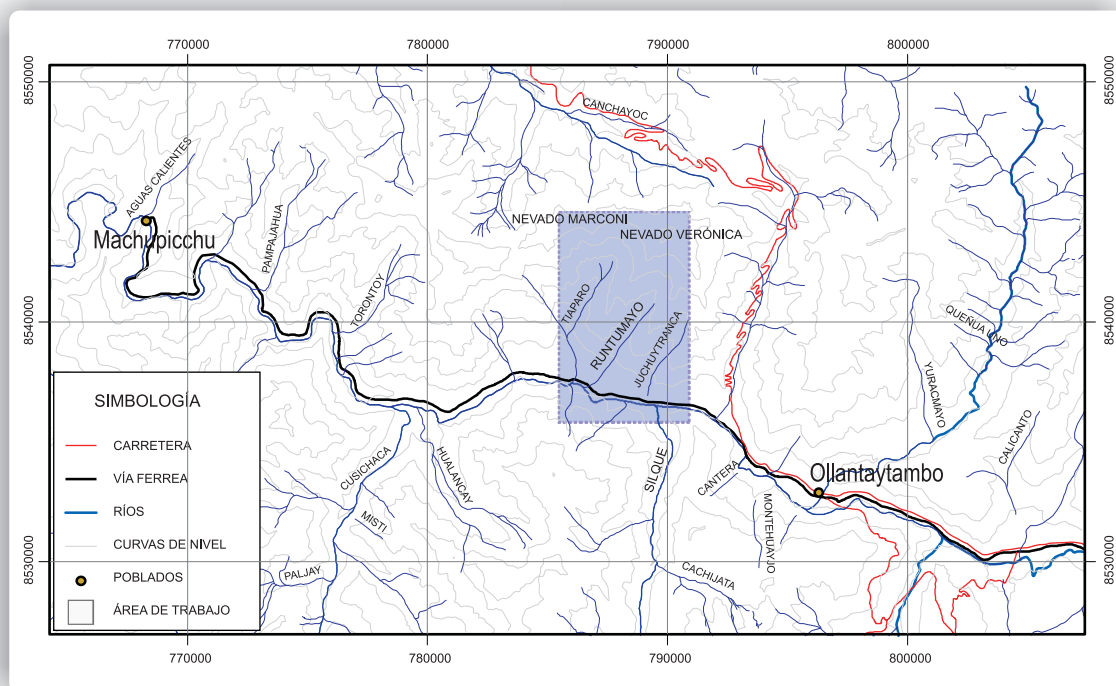 770000
780000
790000
800000
8550000
8550000
CANCHAYOC
AGUAS CALIENTES
Machupicchu
PAMPAJAHUA
NEVADO MARCONI
NEVADO VERÓNICA
TORONTOY
TIAPARO
RUNTUMAYO
JUCHUYTRANCA
8540000
8540000
QUEÑUA UNO
YURACMAYO
CALICANTO
SIMBOLOGÍA
CARRETERA
VÍA FERREA
RÍOS
CURVAS DE NIVEL
POBLADOS
ÁREA DE TRABAJO
CUSICHACA
HUALANCAY
SILQUE
CANTERA
Ollantaytambo
MONTEHUAYJO
MISTI
PALJAY
CACHIJATA
8530000
8530000
770000
780000
790000
800000